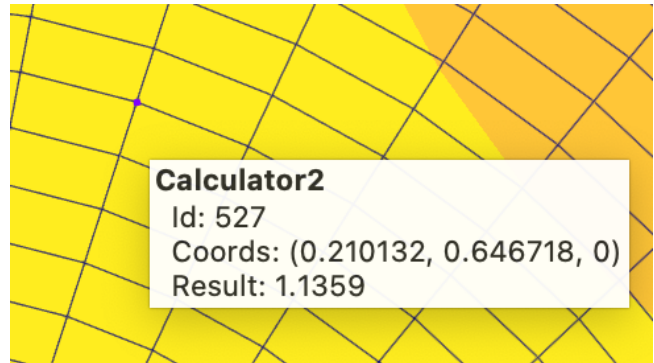 Calculator2
Id: 527
Coords: (0.210132, 0.646718, 0)
Result: 1.1359